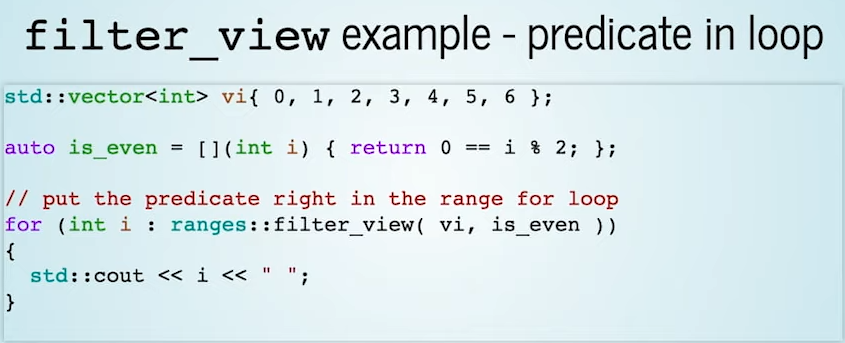 filter_view example - predicate in loop
std::vector<int> vi{ 0, 1, 2, 3, 4, 5, 6 };
auto is_even = [](int i) { return 0 == i % 2; };
// put the predicate right in the range for loop
for (int i : ranges::filter_view( vi, is_even ))
{
  std::cout << i << " ";
}